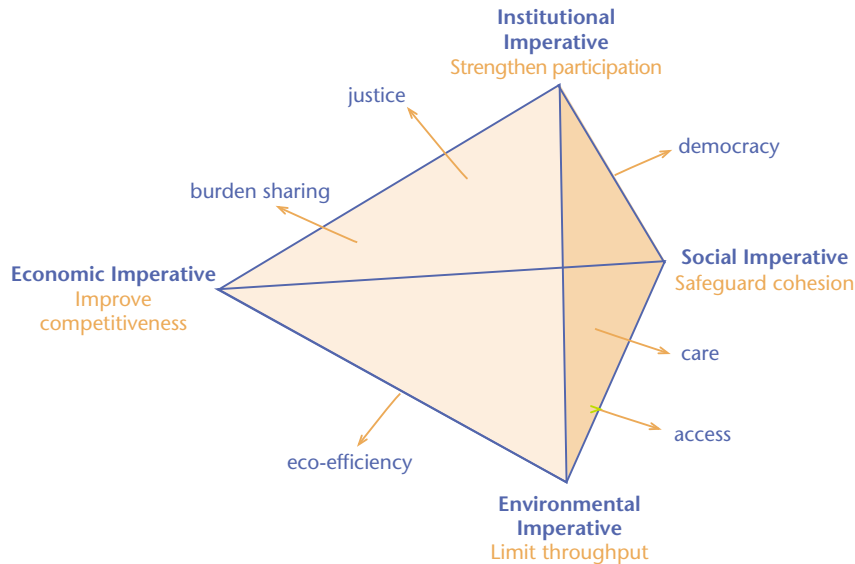 Institutional
Imperative
Strengthen participation
justice
democracy
burden sharing
Economic Imperative
Improve
competitiveness
Social Imperative
Safeguard cohesion
care
access
eco-efficiency
Environmental
Imperative
Limit throughput